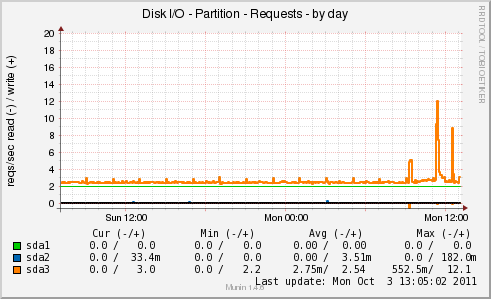 Disk I/O - Partition - Requests - by day
RRDTOOL / TOBI OETIKER
reqs/sec read (-) / write (+)
20
18
16
14
12
10
8
6
4
2
0
Sun 12:00 Mon 00:00 Mon 12:00
Cur (-/+) Min (-/+) Avg (-/+) Max (-/+)
sda1 0.0 / 0.0 0.0 / 0.0 0.00 / 0.00 0.0 / 0.0
sda2 0.0 / 33.4m 0.0 / 0.0 0.00 / 3.51m 0.0 / 182.0m
sda3 0.0 / 3.0 0.0 / 2.2 2.75m/ 2.54 552.5m/ 12.1
Last update: Mon Oct 3 13:05:02 2011